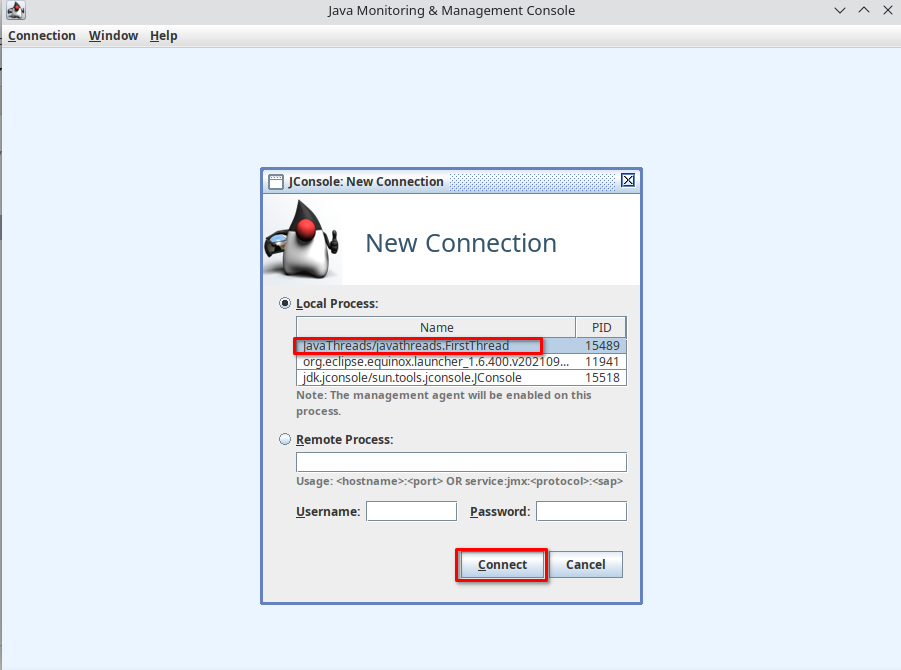 Java Monitoring & Management Console
Connection Window Help
JConsole: New Connection
New Connection
Local Process:
Name PID
javaThreads/javathreads.FirstThread 15489
org.eclipse.equinox.launcher_1.6.400.v202109... 11941
jdk.jconsole/sun.tools.jconsole.JConsole 15518
Note: The management agent will be enabled on this
process.
Remote Process:
Usage: <hostname>:<port> OR service:jmx:<protocol>:<sap>
Username: Password:
Connect Cancel